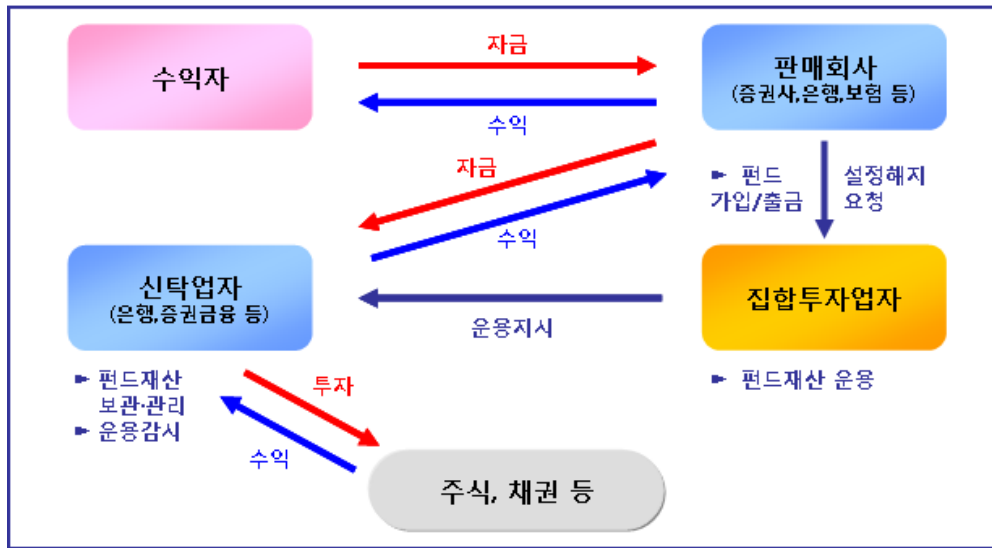 자금
수익자
판매회사
(증권사,은행,보험 등)
수익
자금
► 펀드
가입/출금
설정해지
요청
수익
신탁업자
(은행,증권금융 등)
집합투자업자
운용지시
► 펀드재산
보관·관리
► 운용감시
투자
► 펀드재산 운용
수익
주식, 채권 등